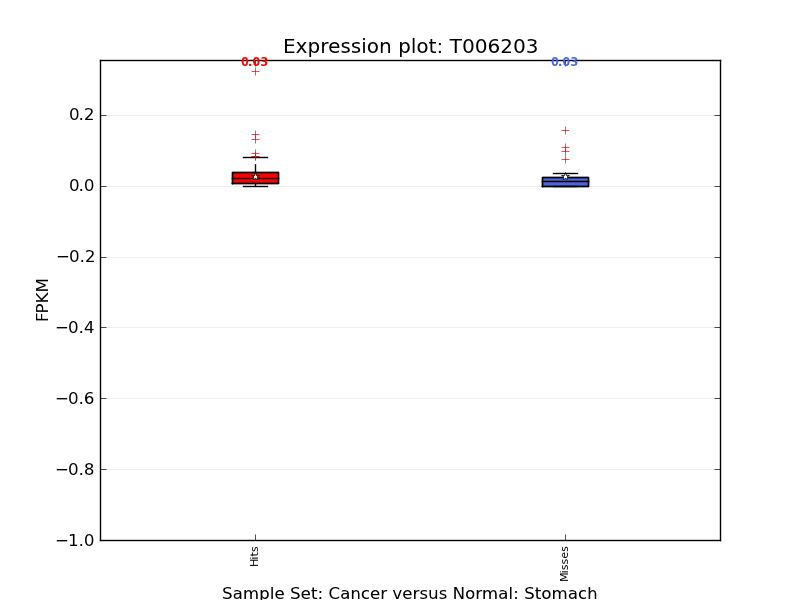 Expression plot: T006203
0.03 0.03
0.2
0.0
−0.2
−0.4
−0.6
−0.8
−1.0
FPKM
Hits
Misses
Sample Set: Cancer versus Normal: Stomach